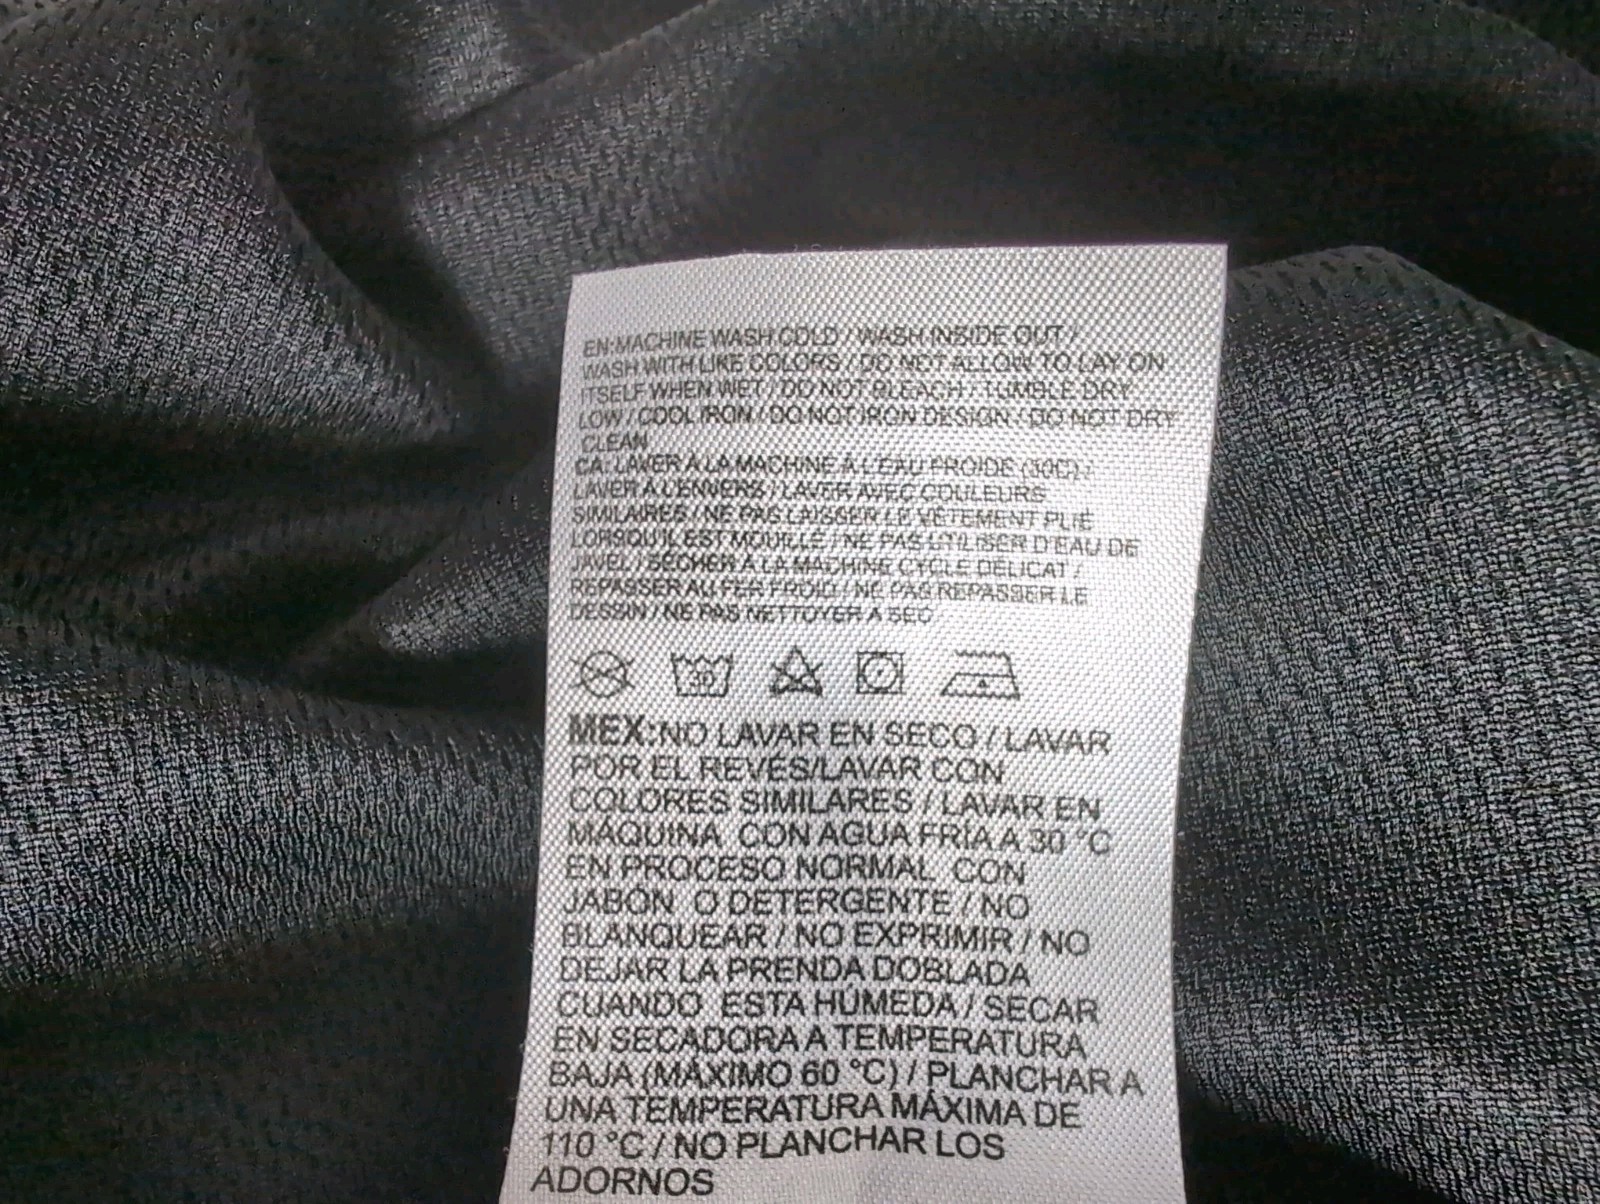 EN:MACHINE WASH COLD / WASH INSIDE OUT /
WASH WITH LIKE COLORS / DO NOT ALLOW TO LAY ON
ITSELF WHEN WET / DO NOT BLEACH / TUMBLE DRY
LOW / COOL IRON / DO NOT IRON DESIGN / DO NOT DRY
CLEAN
CA: LAVER A LA MACHINE A L'EAU FROIDE (30C) /
LAVER A L'ENVERS / LAVER AVEC COULEURS
SIMILAIRES / NE PAS LAISSER LE VÊTEMENT PLIÉ
LORSQU'IL EST MOUILLÉ / NE PAS UTILISER D'EAU DE
JAVEL / SÉCHER À LA MACHINE CYCLE DÉLICAT /
REPASSER AU FER FROID / NE PAS REPASSER LE
DESSIN / NE PAS NETTOYER A SEC
30
MEX:NO LAVAR EN SECO / LAVAR
POR EL REVÉS/LAVAR CON
COLORES SIMILARES / LAVAR EN
MÁQUINA CON AGUA FRÍA A 30 °C
EN PROCESO NORMAL CON
JABÓN O DETERGENTE / NO
BLANQUEAR / NO EXPRIMIR / NO
DEJAR LA PRENDA DOBLADA
CUANDO ESTA HÚMEDA / SECAR
EN SECADORA A TEMPERATURA
BAJA (MÁXIMO 60 °C) / PLANCHAR A
UNA TEMPERATURA MÁXIMA DE
110 °C / NO PLANCHAR LOS
ADORNOS